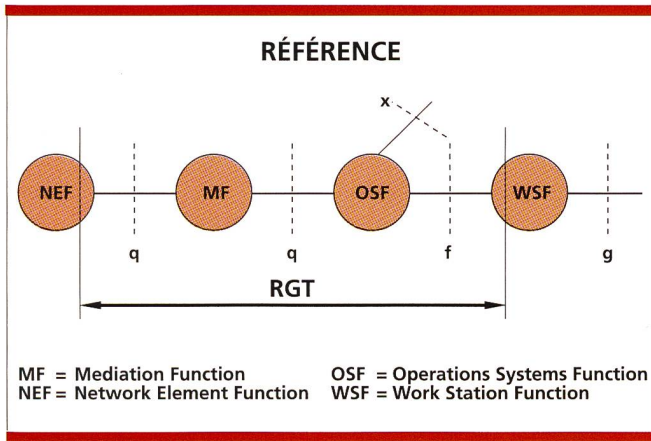 RÉFÉRENCE
x
NEF MF OSF WSF
q q f g
RGT
MF = Mediation Function OSF = Operations Systems Function
NEF = Network Element Function WSF = Work Station Function